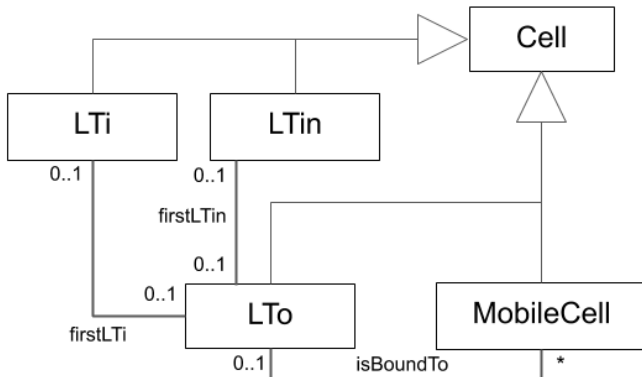 Cell
LTi
LTin
0..1
0..1
firstLTin
0..1
0..1
LTo
MobileCell
firstLTi
0..1
isBoundTo
*